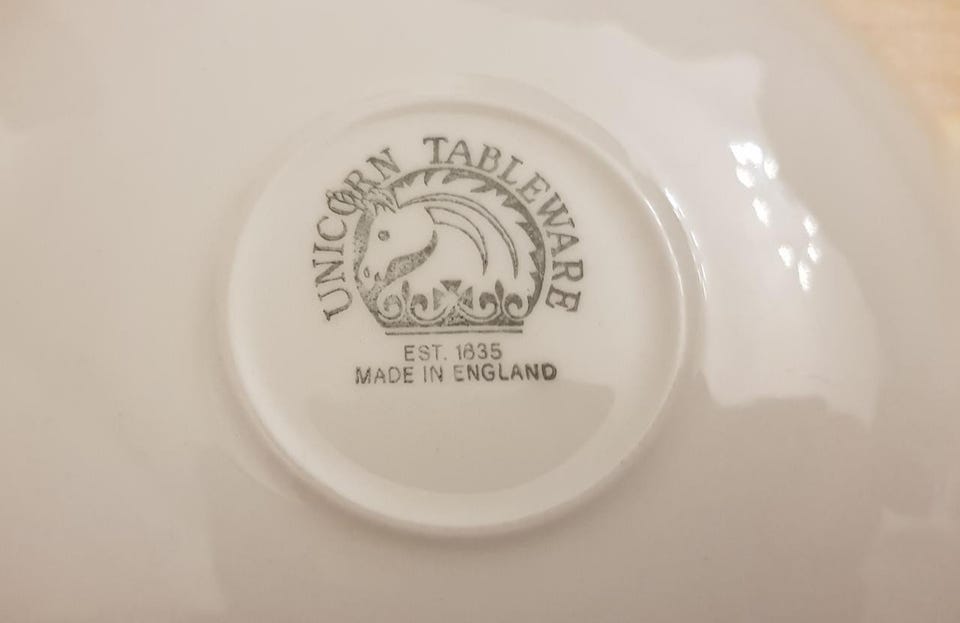 UNICORN TABLEWARE
EST. 1835
MADE IN ENGLAND